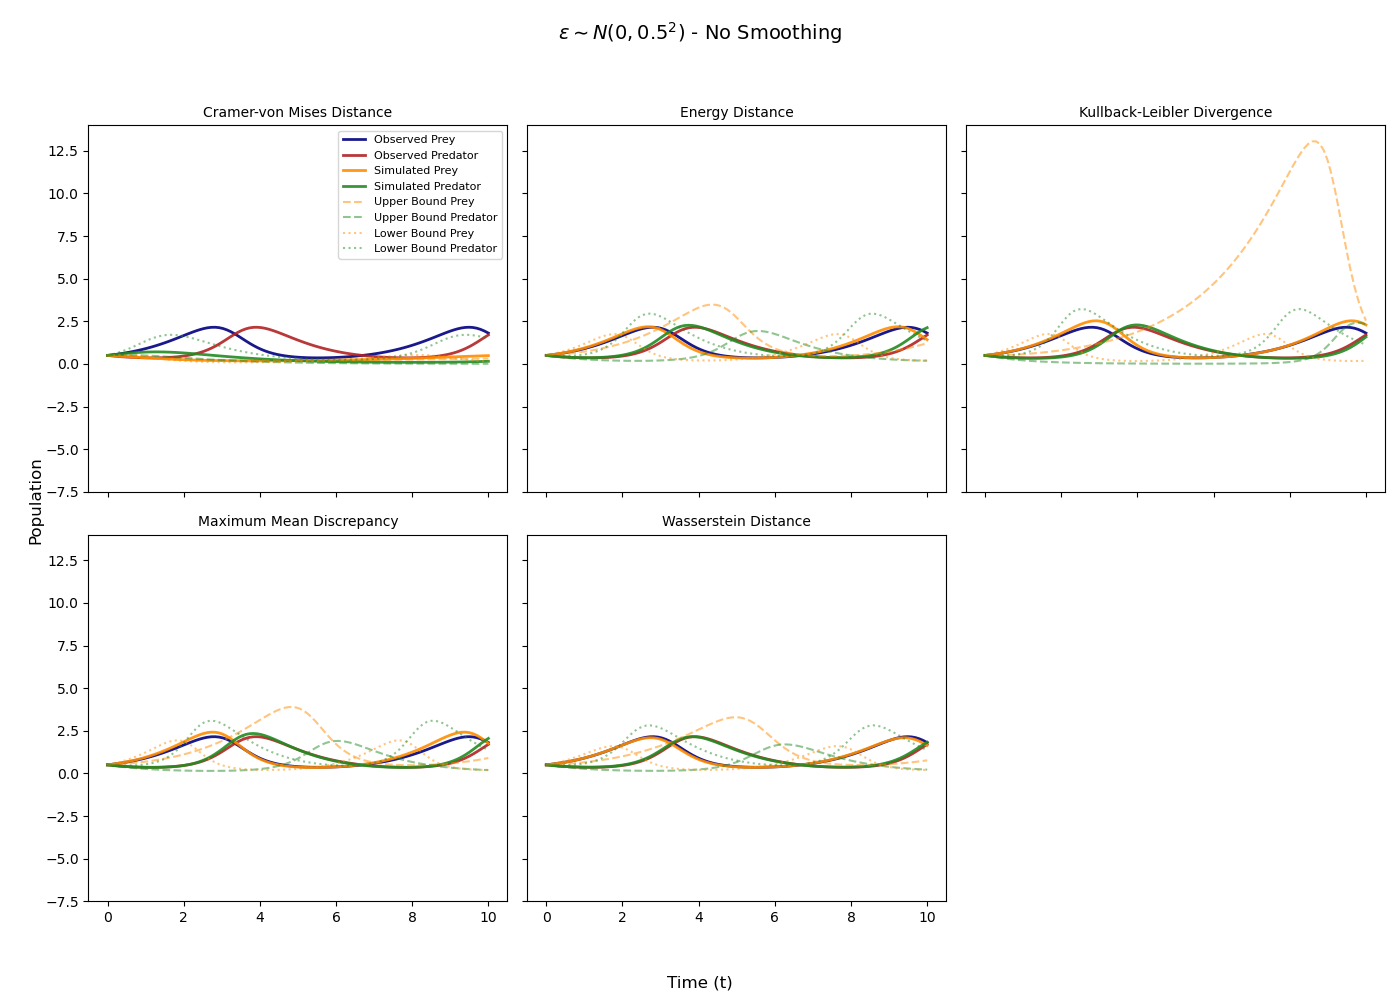 ε ~ N(0, 0.5²) - No Smoothing
Cramer-von Mises Distance
Energy Distance
Kullback-Leibler Divergence
12.5
10.0
7.5
5.0
2.5
0.0
−2.5
−5.0
−7.5
Observed Prey
Observed Predator
Simulated Prey
Simulated Predator
Upper Bound Prey
Upper Bound Predator
Lower Bound Prey
Lower Bound Predator
Population
Maximum Mean Discrepancy
Wasserstein Distance
12.5
10.0
7.5
5.0
2.5
0.0
−2.5
−5.0
−7.5
0 2 4 6 8 10
0 2 4 6 8 10
Time (t)